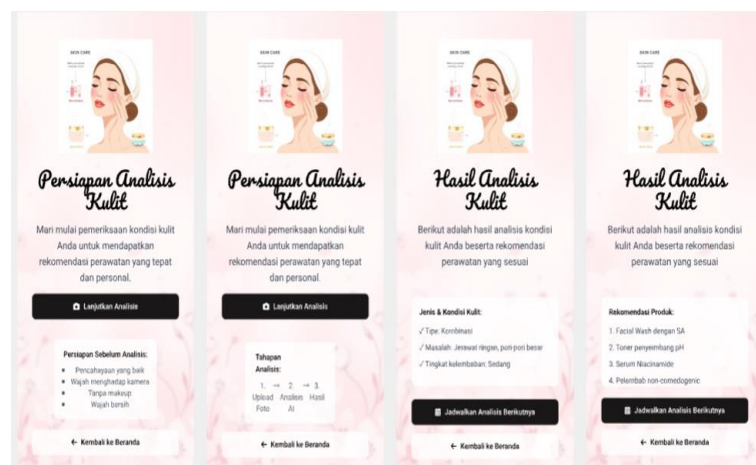 SKIN CARE
Persiapan Analisis
Kulit
Mari mulai pemeriksaan kondisi kulit
Anda untuk mendapatkan
rekomendasi perawatan yang tepat
dan personal.
Lanjutkan Analisis
Persiapan Sebelum Analisis:
Pencahayaan yang baik
Wajah menghadap kamera
Tanpa makeup
Wajah bersih
← Kembali ke Beranda
SKIN CARE
Persiapan Analisis
Kulit
Mari mulai pemeriksaan kondisi kulit
Anda untuk mendapatkan
rekomendasi perawatan yang tepat
dan personal.
Lanjutkan Analisis
Tahapan
Analisis:
1. → 2. → 3.
Upload Analisis Hasil
Foto AI
← Kembali ke Beranda
SKIN CARE
Hasil Analisis
Kulit
Berikut adalah hasil analisis kondisi
kulit Anda beserta rekomendasi
perawatan yang sesuai
Jenis & Kondisi Kulit:
✓ Tipe: Kombinasi
✓ Masalah: Jerawat ringan, pori-pori besar
✓ Tingkat kelembaban: Sedang
Jadwalkan Analisis Berikutnya
← Kembali ke Beranda
SKIN CARE
Hasil Analisis
Kulit
Berikut adalah hasil analisis kondisi
kulit Anda beserta rekomendasi
perawatan yang sesuai
Rekomendasi Produk:
1. Facial Wash dengan SA
2. Toner penyeimbang pH
3. Serum Niacinamide
4. Pelembab non-comedogenic
Jadwalkan Analisis Berikutnya
← Kembali ke Beranda